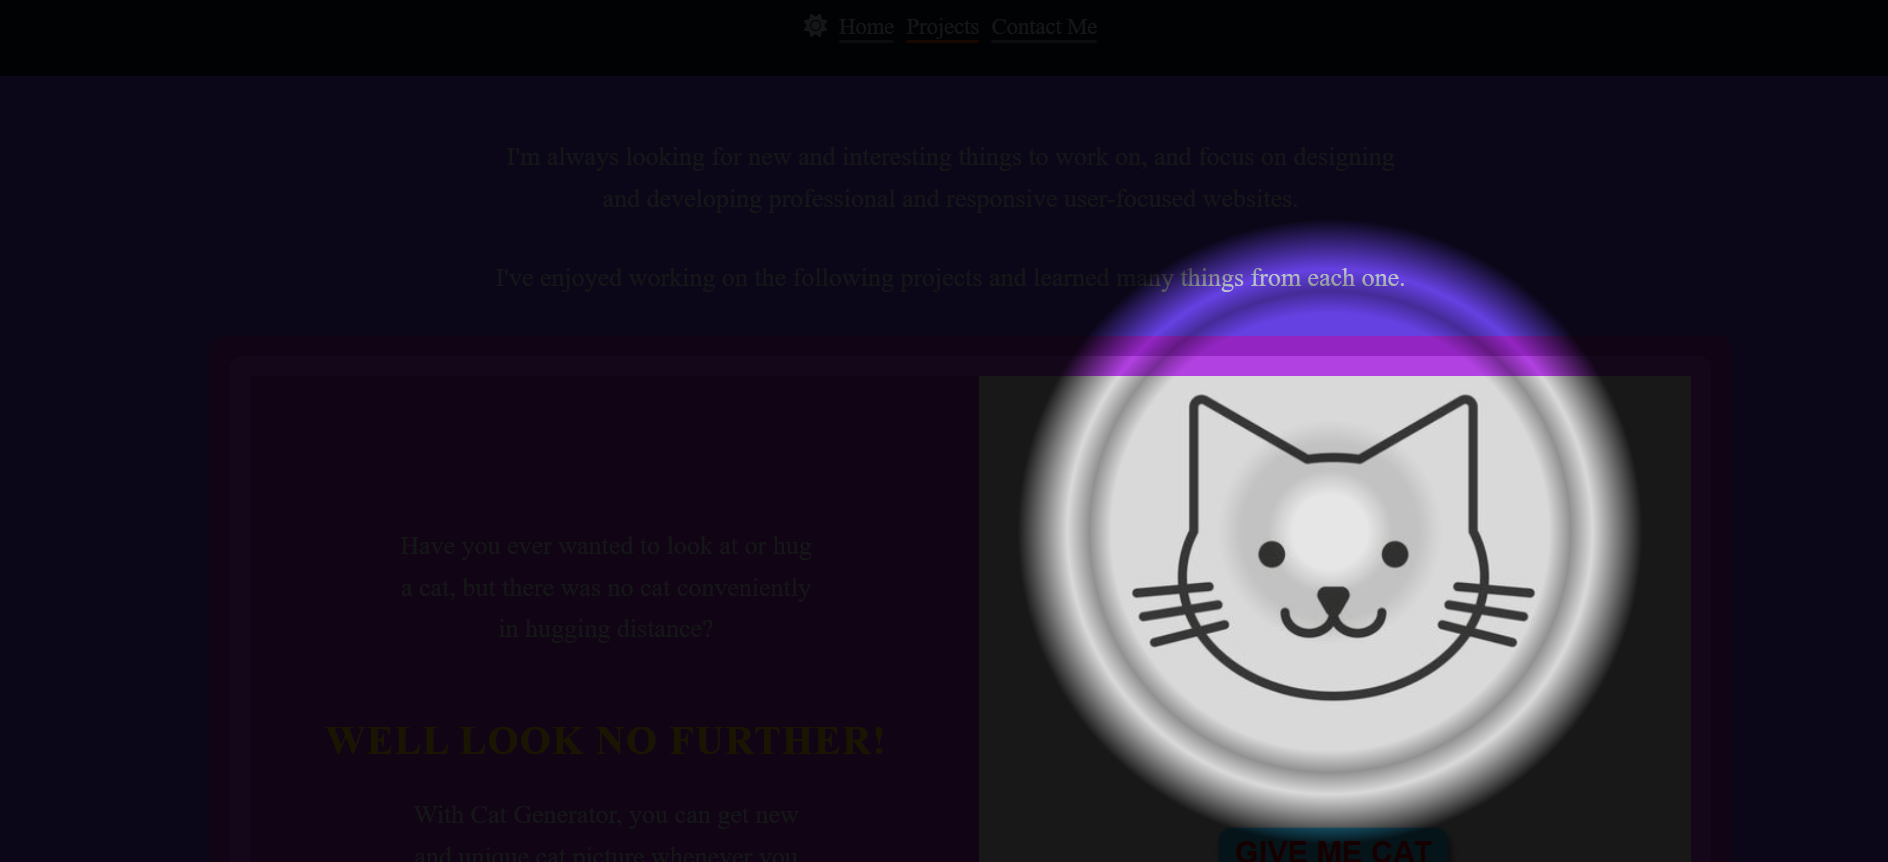 Home Projects Contact Me
I'm always looking for new and interesting things to work on, and focus on designing
and developing professional and responsive user-focused websites.
I've enjoyed working on the following projects and learned many things from each one.
Have you ever wanted to look at or hug
a cat, but there was no cat conveniently
in hugging distance?
WELL LOOK NO FURTHER!
With Cat Generator, you can get new
and unique cat picture whenever you
GIVE ME CAT